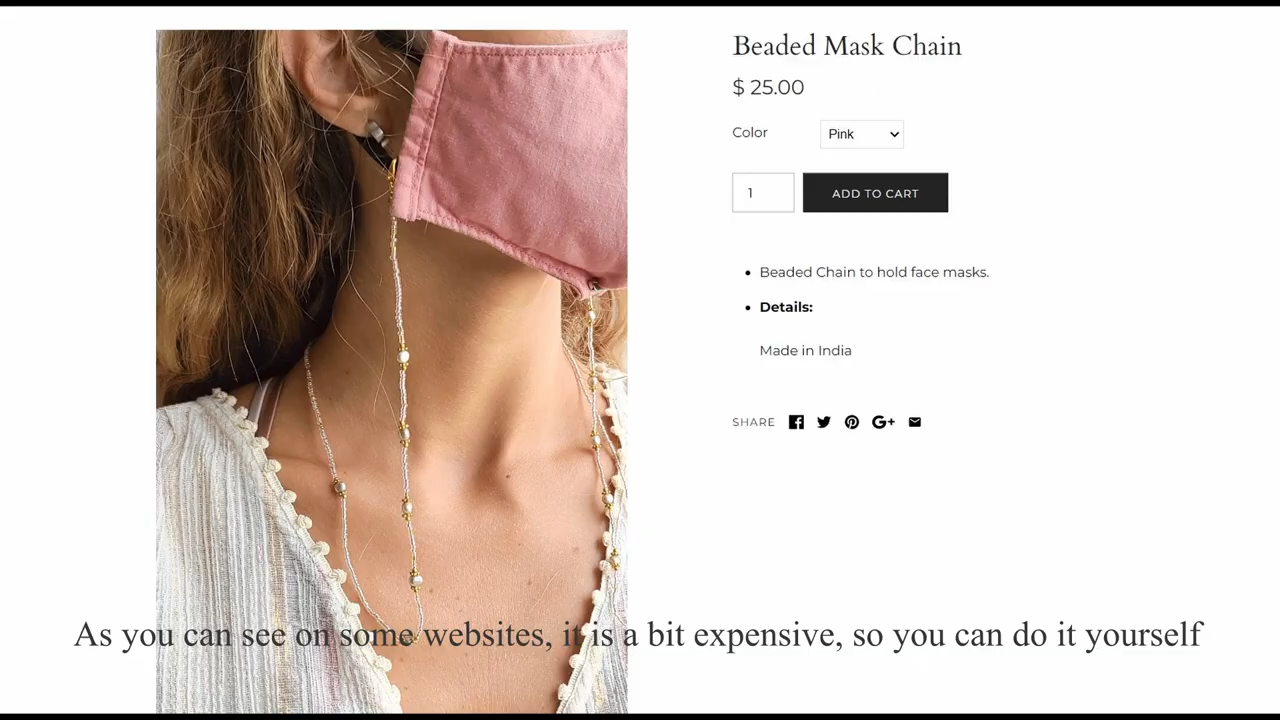 Beaded Mask Chain
$ 25.00
Color
Pink
1
ADD TO CART
Beaded Chain to hold face masks.
Details:
Made in India
SHARE
As you can see on some websites, it is a bit expensive, so you can do it yourself